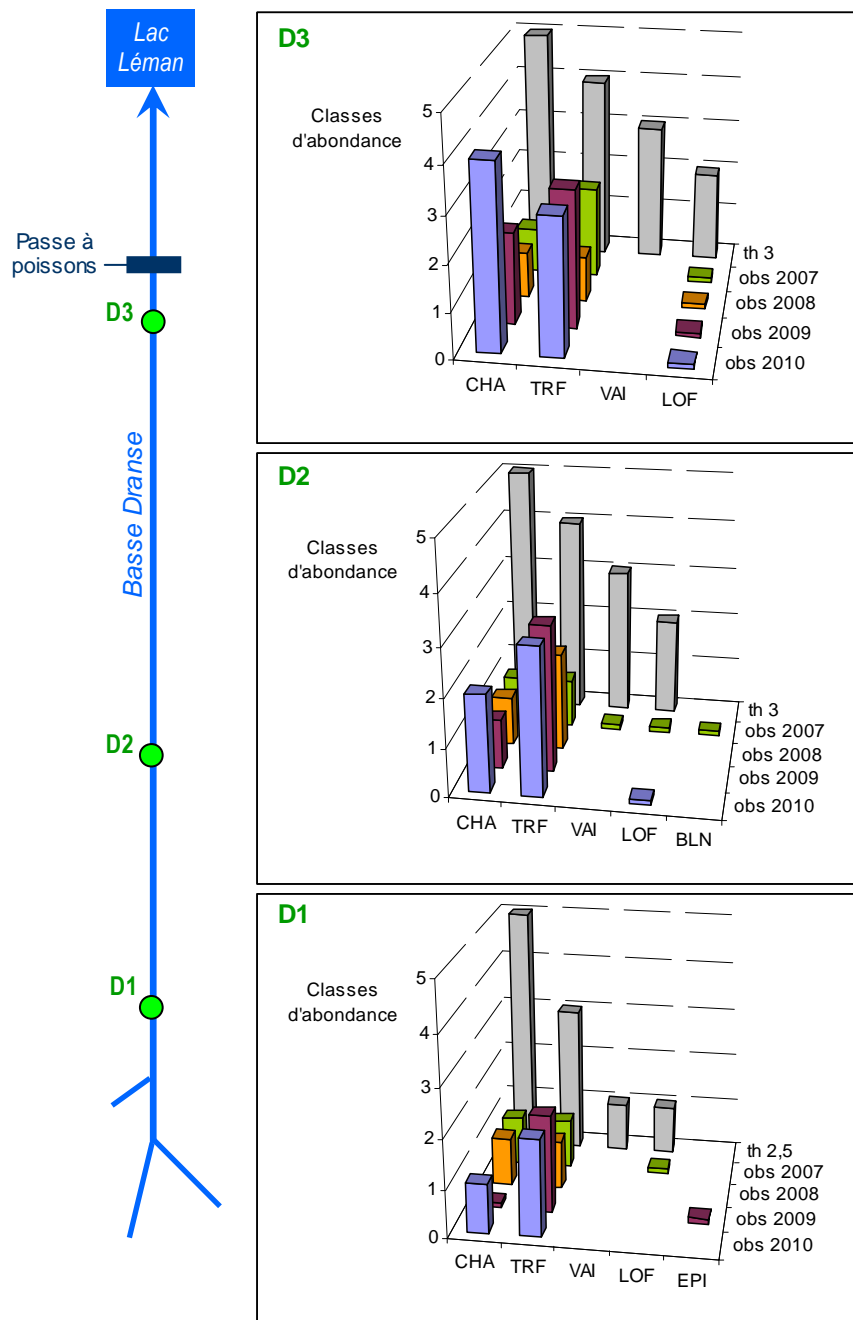 Lac
Léman
Passe à
poissons
D3
Basse Dranse
D2
D1
D3
Classes
d'abondance
5
4
3
2
1
0
CHA
TRF
VAI
LOF
th 3
obs 2007
obs 2008
obs 2009
obs 2010
D2
Classes
d'abondance
5
4
3
2
1
0
CHA
TRF
VAI
LOF
BLN
th 3
obs 2007
obs 2008
obs 2009
obs 2010
D1
Classes
d'abondance
5
4
3
2
1
0
CHA
TRF
VAI
LOF
EPI
th 2,5
obs 2007
obs 2008
obs 2009
obs 2010